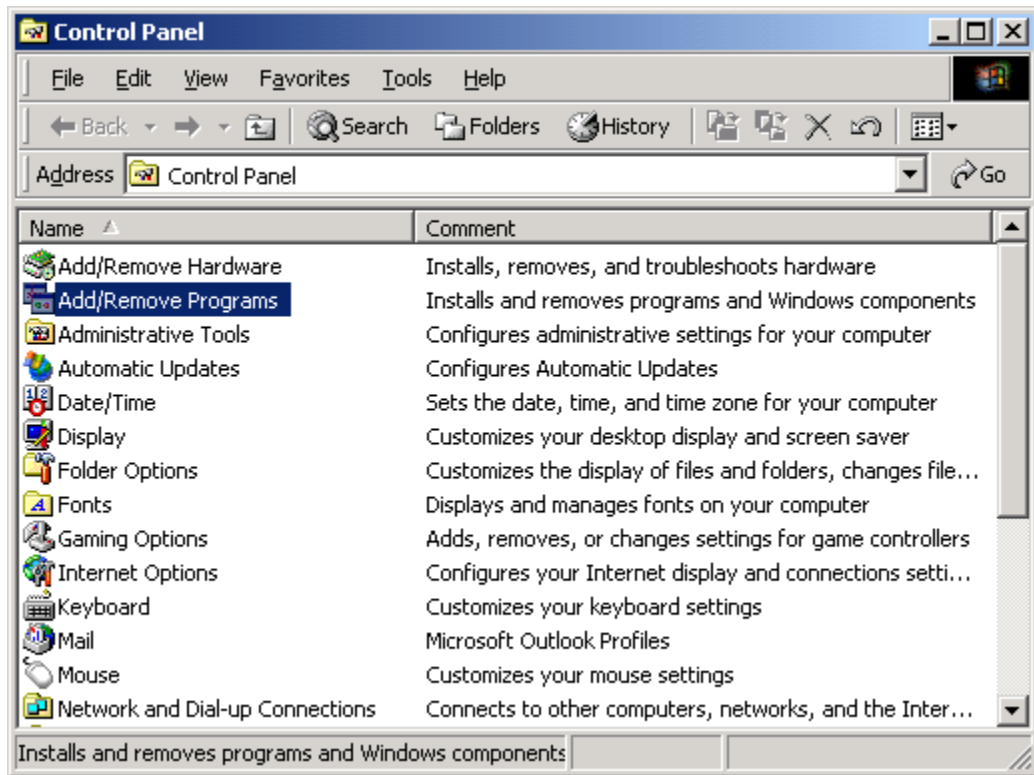 Control Panel
File Edit View Favorites Tools Help
Back Search Folders History
Address Control Panel Go
Name Comment
Add/Remove Hardware Installs, removes, and troubleshoots hardware
Add/Remove Programs Installs and removes programs and Windows components
Administrative Tools Configures administrative settings for your computer
Automatic Updates Configures Automatic Updates
Date/Time Sets the date, time, and time zone for your computer
Display Customizes your desktop display and screen saver
Folder Options Customizes the display of files and folders, changes file...
Fonts Displays and manages fonts on your computer
Gaming Options Adds, removes, or changes settings for game controllers
Internet Options Configures your Internet display and connections setti...
Keyboard Customizes your keyboard settings
Mail Microsoft Outlook Profiles
Mouse Customizes your mouse settings
Network and Dial-up Connections Connects to other computers, networks, and the Inter...
Installs and removes programs and Windows components